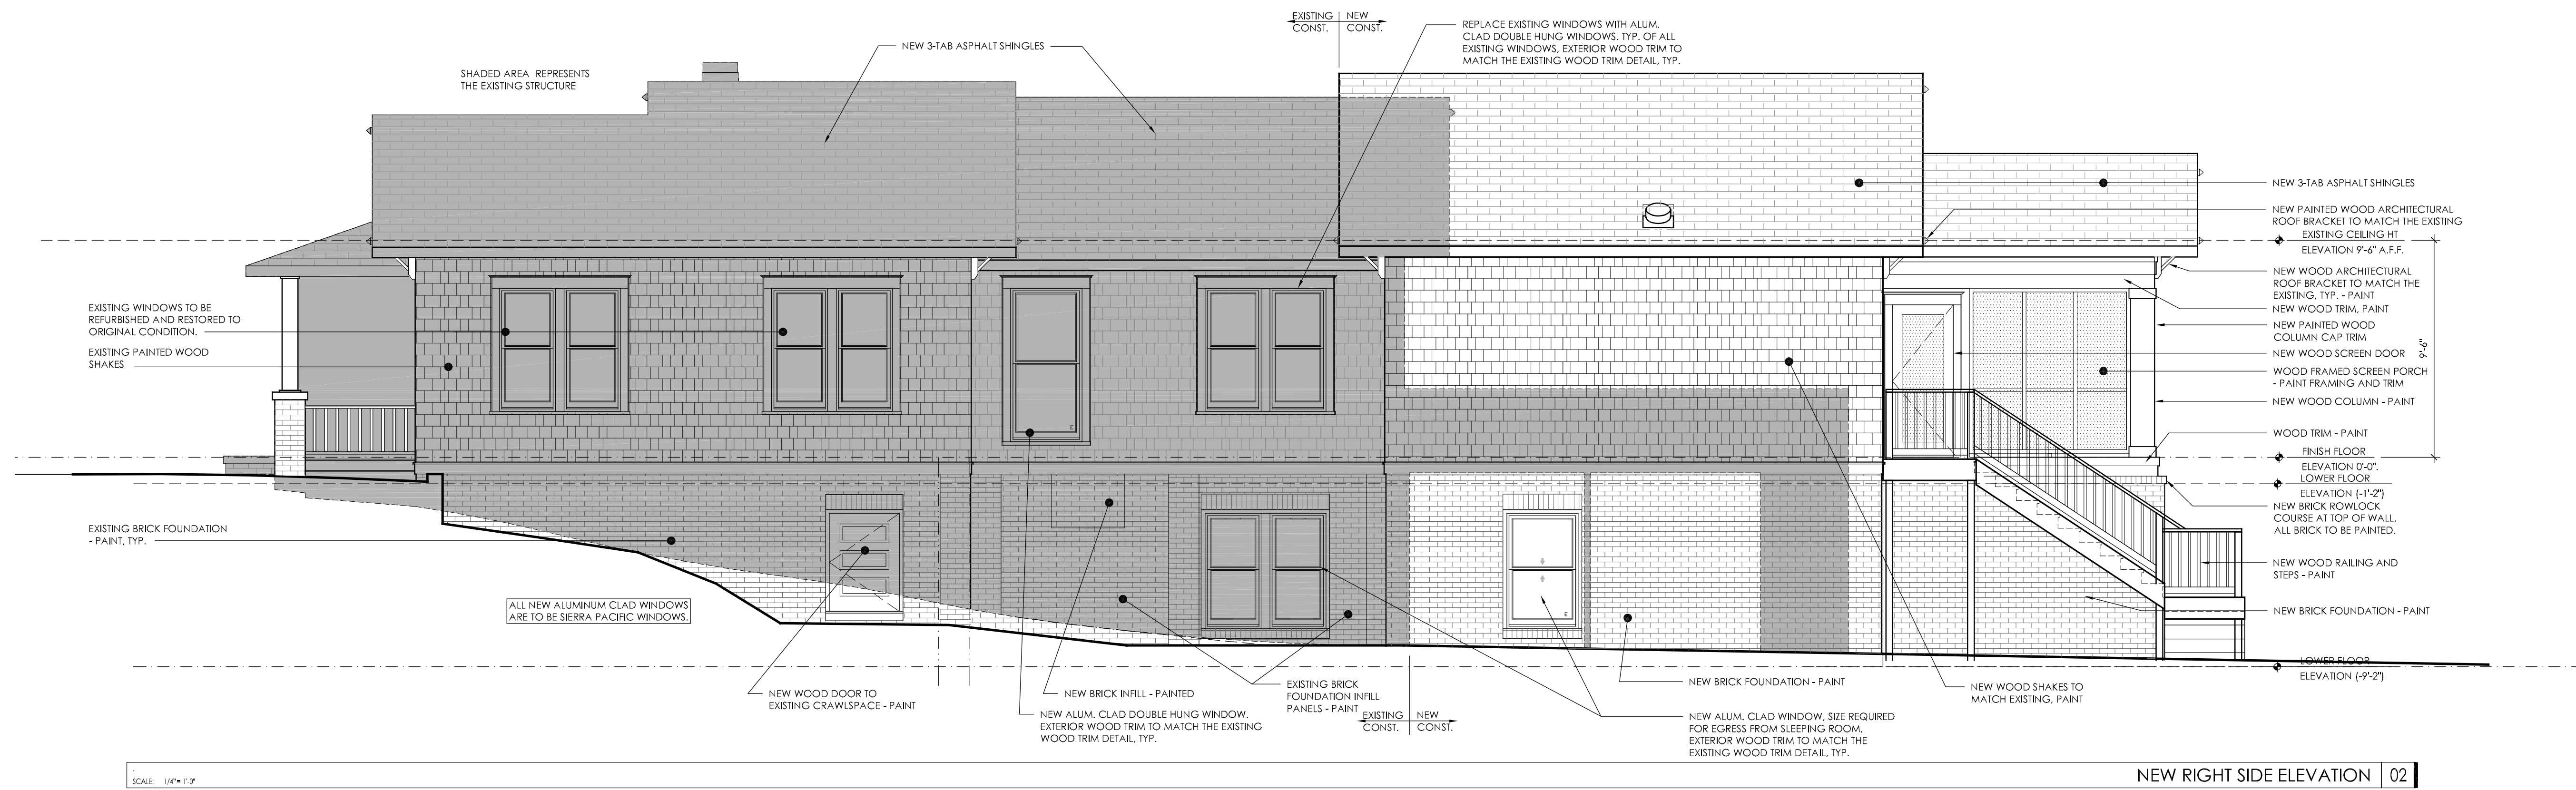 EXISTING
CONST.
NEW
CONST.
REPLACE EXISTING WINDOWS WITH ALUM.
CLAD DOUBLE HUNG WINDOWS. TYP. OF ALL
EXISTING WINDOWS, EXTERIOR WOOD TRIM TO
MATCH THE EXISTING WOOD TRIM DETAIL, TYP.
NEW 3-TAB ASPHALT SHINGLES
SHADED AREA REPRESENTS
THE EXISTING STRUCTURE
NEW 3-TAB ASPHALT SHINGLES
NEW PAINTED WOOD ARCHITECTURAL
ROOF BRACKET TO MATCH THE EXISTING
EXISTING CEILING HT
ELEVATION 9'-6" A.F.F.
NEW WOOD ARCHITECTURAL
ROOF BRACKET TO MATCH THE
EXISTING, TYP. - PAINT
NEW WOOD TRIM, PAINT
NEW PAINTED WOOD
COLUMN CAP TRIM
NEW WOOD SCREEN DOOR
9'-6"
WOOD FRAMED SCREEN PORCH
- PAINT FRAMING AND TRIM
NEW WOOD COLUMN - PAINT
WOOD TRIM - PAINT
FINISH FLOOR
ELEVATION 0'-0".
LOWER FLOOR
ELEVATION (-1'-2")
NEW BRICK ROWLOCK
COURSE AT TOP OF WALL,
ALL BRICK TO BE PAINTED.
NEW WOOD RAILING AND
STEPS - PAINT
NEW BRICK FOUNDATION - PAINT
LOWER FLOOR
ELEVATION (-9'-2")
EXISTING WINDOWS TO BE
REFURBISHED AND RESTORED TO
ORIGINAL CONDITION.
EXISTING PAINTED WOOD
SHAKES
EXISTING BRICK FOUNDATION
- PAINT, TYP.
E
E
ALL NEW ALUMINUM CLAD WINDOWS
ARE TO BE SIERRA PACIFIC WINDOWS.
NEW WOOD DOOR TO
EXISTING CRAWLSPACE - PAINT
NEW BRICK INFILL - PAINTED
NEW ALUM. CLAD DOUBLE HUNG WINDOW.
EXTERIOR WOOD TRIM TO MATCH THE EXISTING
WOOD TRIM DETAIL, TYP.
EXISTING BRICK
FOUNDATION INFILL
PANELS - PAINT
EXISTING
CONST.
NEW
CONST.
NEW BRICK FOUNDATION - PAINT
NEW ALUM. CLAD WINDOW, SIZE REQUIRED
FOR EGRESS FROM SLEEPING ROOM,
EXTERIOR WOOD TRIM TO MATCH THE
EXISTING WOOD TRIM DETAIL, TYP.
NEW WOOD SHAKES TO
MATCH EXISTING, PAINT
SCALE: 1/4"= 1'-0"
NEW RIGHT SIDE ELEVATION 02